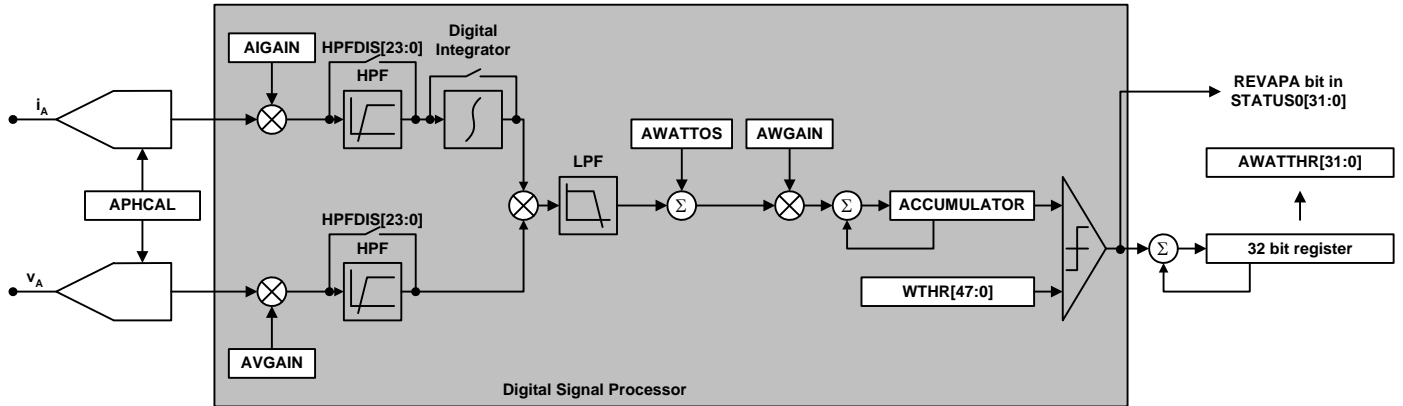 Digital
Integrator
HPFDIS[23:0]
AIGAIN
HPF
REVAPA bit in
STATUS0[31:0]
iA
AWATTOS
AWGAIN
LPF
AWATTHR[31:0]
APHCAL
HPFDIS[23:0]
Σ
Σ
ACCUMULATOR
HPF
Σ
32 bit register
vA
WTHR[47:0]
AVGAIN
Digital Signal Processor